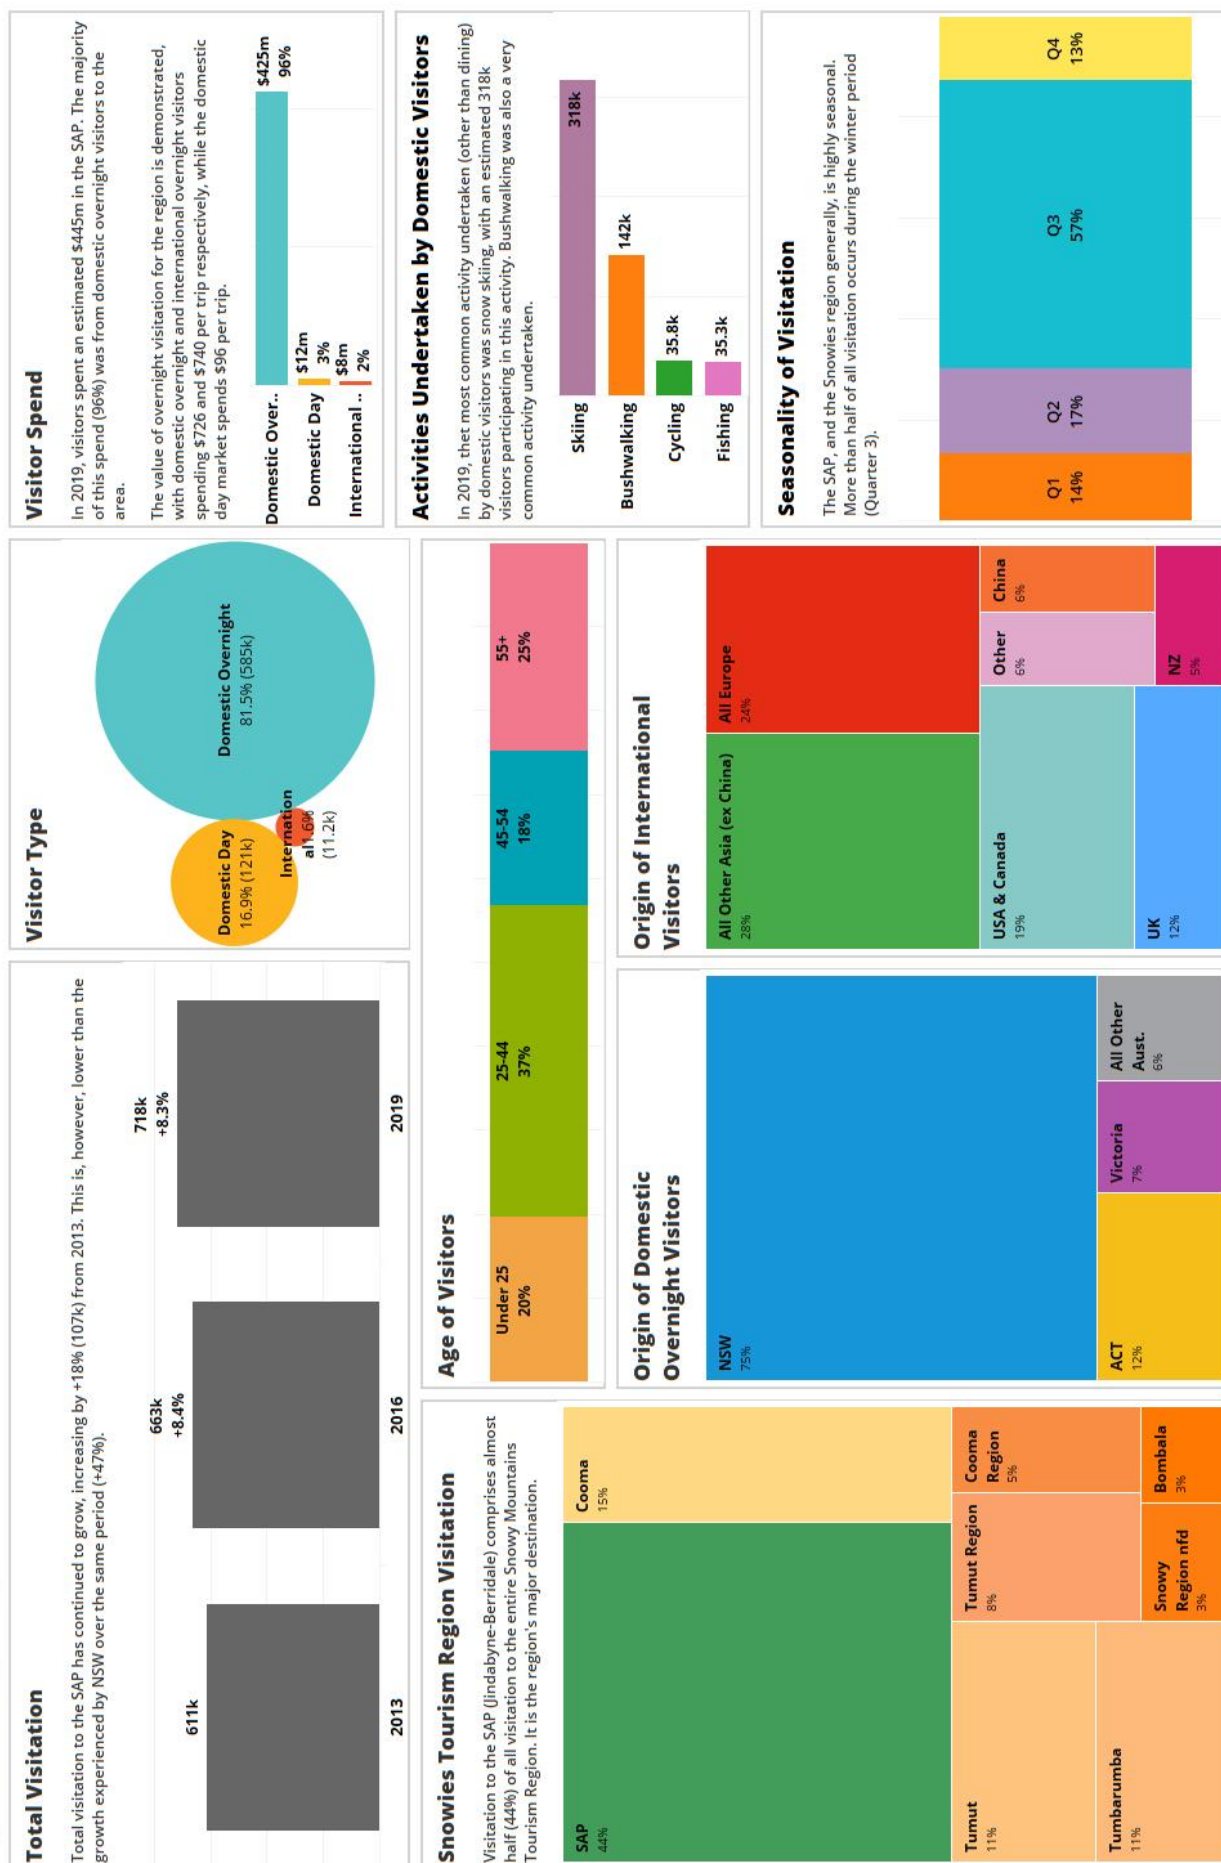 Total Visitation
Total visitation to the SAP has continued to grow, increasing by +18% (107k) from 2013. This is, however, lower than the
growth experienced by NSW over the same period (+47%).
611k
663k
+8.4%
718k
+8.3%
2013
2016
2019
Visitor Type
Domestic Day
16.9% (121k)
Internation
al1.6%
(11.2k)
Domestic Overnight
81.5% (585k)
Visitor Spend
In 2019, visitors spent an estimated $445m in the SAP. The majority
of this spend (96%) was from domestic overnight visitors to the
area.
The value of overnight visitation for the region is demonstrated,
with domestic overnight and international overnight visitors
spending $726 and $740 per trip respectively, while the domestic
day market spends $96 per trip.
Domestic Over..
$425m
96%
Domestic Day
$12m
3%
International ..
$8m
2%
Snowies Tourism Region Visitation
Visitation to the SAP (Jindabyne-Berridale) comprises almost
half (44%) of all visitation to the entire Snowy Mountains
Tourism Region. It is the region's major destination.
SAP
44%
Cooma
15%
Tumut
11%
Tumut Region
8%
Cooma
Region
5%
Tumbarumba
11%
Snowy
Region nfd
3%
Bombala
3%
Age of Visitors
Under 25
20%
25-44
37%
45-54
18%
55+
25%
Origin of Domestic
Overnight Visitors
NSW
75%
ACT
12%
Victoria
7%
All Other
Aust.
6%
Origin of International
Visitors
All Other Asia (ex China)
28%
All Europe
24%
USA & Canada
19%
Other
6%
China
6%
UK
12%
NZ
5%
Activities Undertaken by Domestic Visitors
In 2019, thet most common activity undertaken (other than dining)
by domestic visitors was snow skiing, with an estimated 318k
visitors participating in this activity. Bushwalking was also a very
common activity undertaken.
Skiing
318k
Bushwalking
142k
Cycling
35.8k
Fishing
35.3k
Seasonality of Visitation
The SAP, and the Snowies region generally, is highly seasonal.
More than half of all visitation occurs during the winter period
(Quarter 3).
Q1
14%
Q2
17%
Q3
57%
Q4
13%